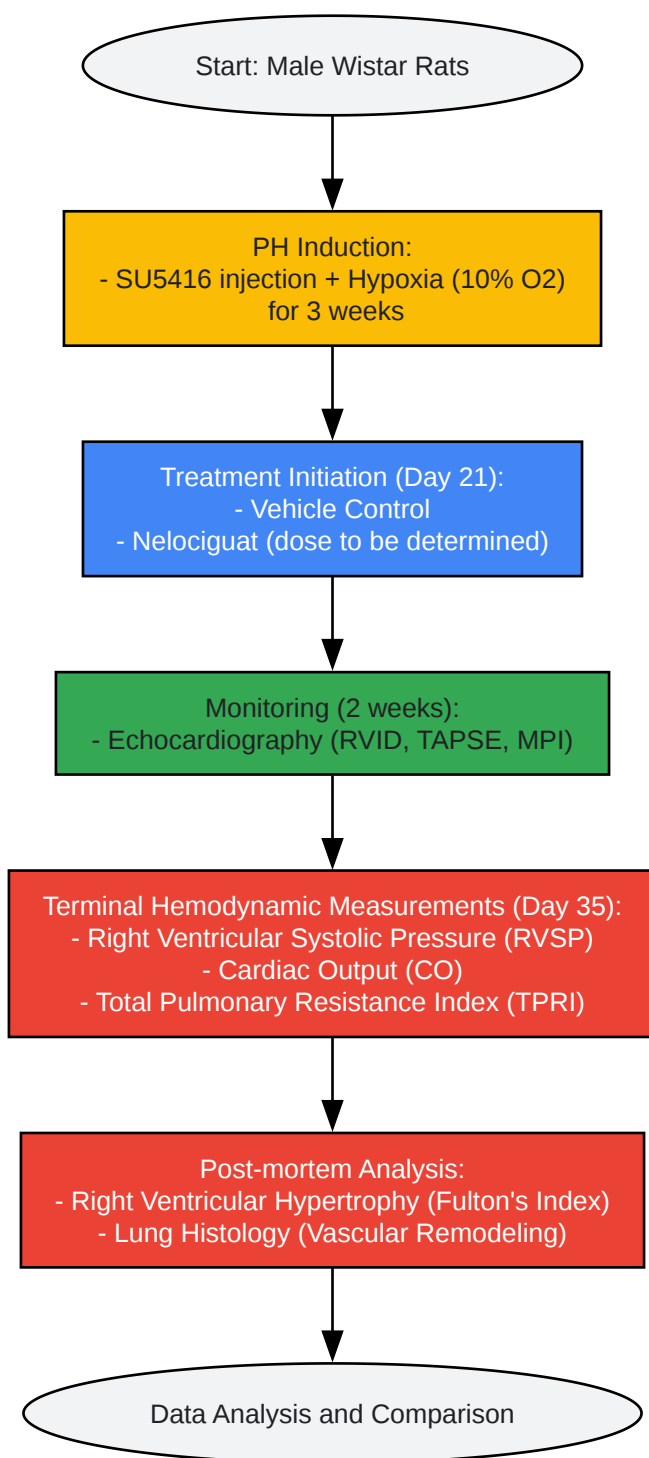 Start: Male Wistar Rats
PH Induction:
- SU5416 injection + Hypoxia (10% O2)
for 3 weeks
Treatment Initiation (Day 21):
- Vehicle Control
- Nelociguat (dose to be determined)
Monitoring (2 weeks):
- Echocardiography (RVID, TAPSE, MPI)
Terminal Hemodynamic Measurements (Day 35):
- Right Ventricular Systolic Pressure (RVSP)
- Cardiac Output (CO)
- Total Pulmonary Resistance Index (TPRI)
Post-mortem Analysis:
- Right Ventricular Hypertrophy (Fulton's Index)
- Lung Histology (Vascular Remodeling)
Data Analysis and Comparison